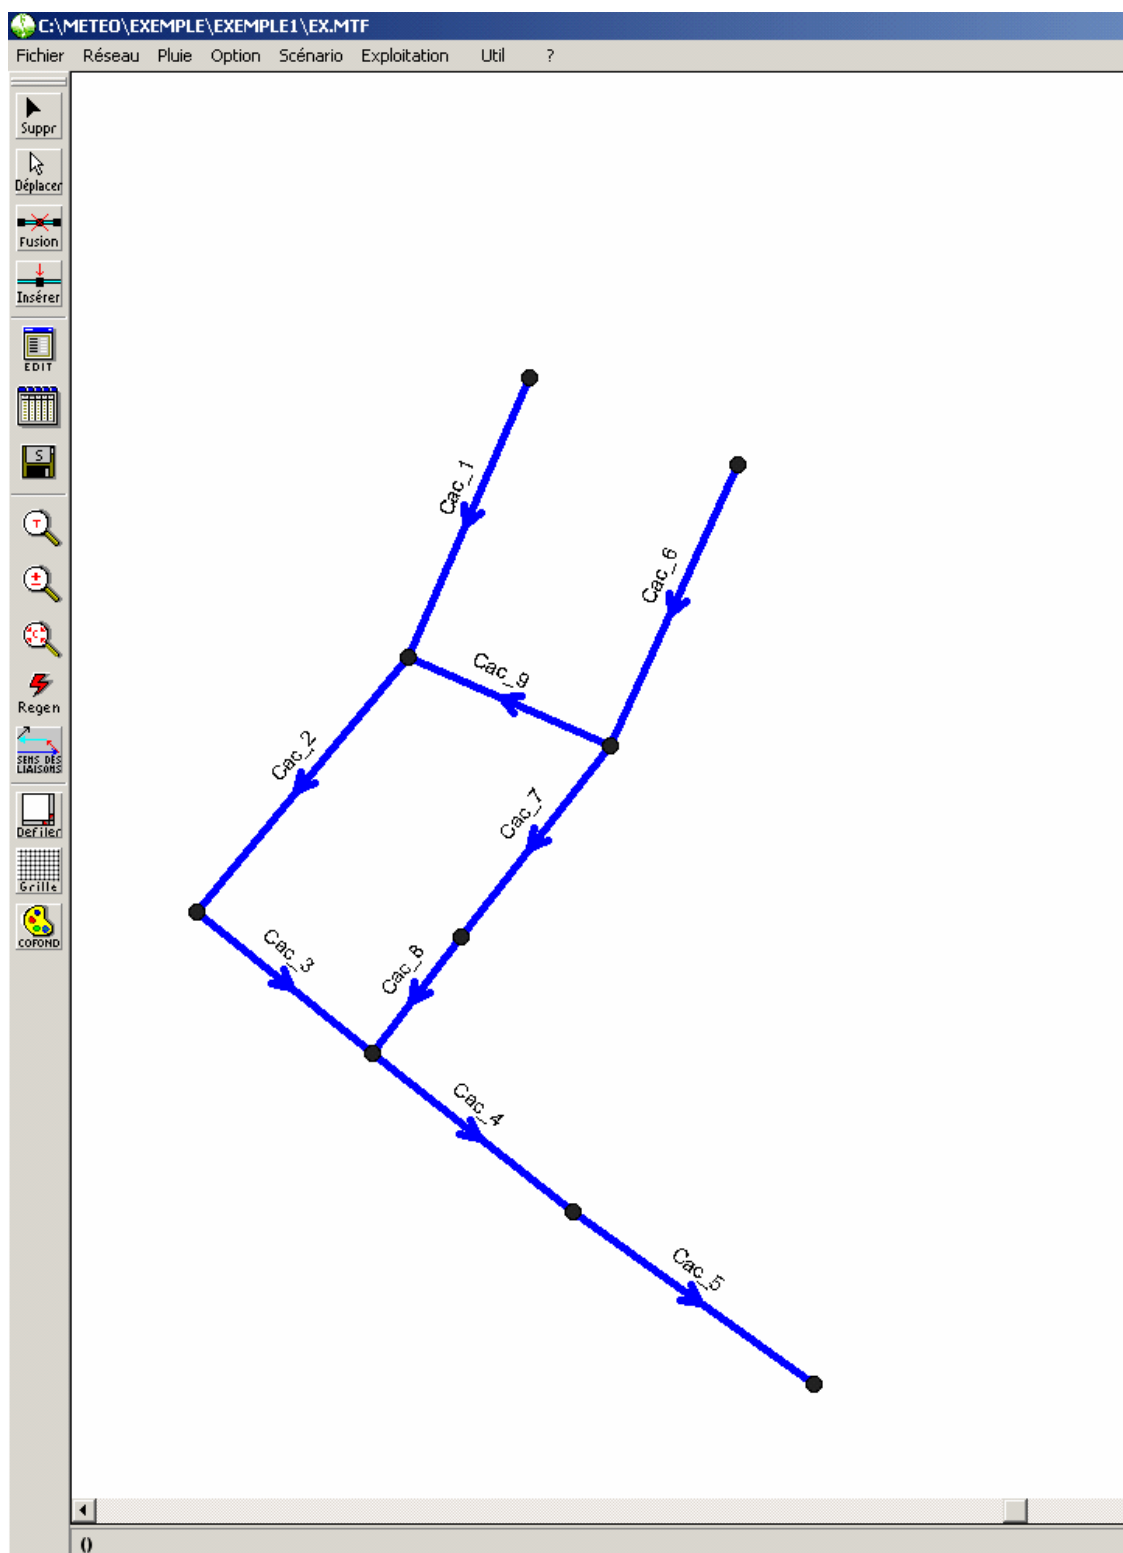 C:\METEO\EXEMPLE\EXEMPLE1\EX.MTF
Fichier Réseau Pluie Option Scénario Exploitation Util ?
Suppr
Déplacer
Fusion
Insérer
EDIT
S
T
±
C
Regen
SENS DES
LIAISONS
Defiler
Grille
COFOND
Cac_1
Cac_6
Cac_9
Cac_2
Cac_7
Cac_3
Cac_8
Cac_4
Cac_5
()